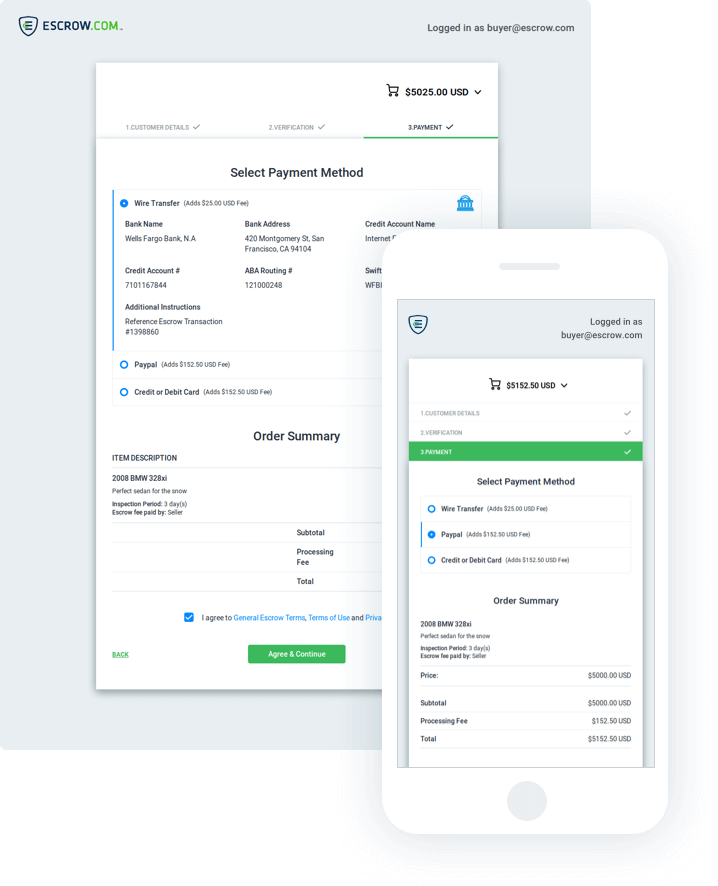 ESCROW.COM
Logged in as buyer@escrow.com
$5025.00 USD
1.CUSTOMER DETAILS
2.VERIFICATION
3.PAYMENT
Select Payment Method
Wire Transfer (Adds $25.00 USD Fee)
Bank Name Bank Address Credit Account Name
Wells Fargo Bank, N.A 420 Montgomery St, San Internet
Francisco, CA 94104
Credit Account # ABA Routing # Swift
7101167844 121000248 WFBI
Additional Instructions
Reference Escrow Transaction
#1398860
Paypal (Adds $152.50 USD Fee)
Credit or Debit Card (Adds $152.50 USD Fee)
Order Summary
ITEM DESCRIPTION
2008 BMW 328xi
Perfect sedan for the snow
Inspection Period: 3 day(s)
Escrow fee paid by: Seller
Subtotal
Processing
Fee
Total
I agree to General Escrow Terms, Terms of Use and Priva
BACK
Agree & Continue
Logged in as
buyer@escrow.com
$5152.50 USD
1.CUSTOMER DETAILS
2.VERIFICATION
3.PAYMENT
Select Payment Method
Wire Transfer (Adds $25.00 USD Fee)
Paypal (Adds $152.50 USD Fee)
Credit or Debit Card (Adds $152.50 USD Fee)
Order Summary
2008 BMW 328xi
Perfect sedan for the snow
Inspection Period: 3 day(s)
Escrow fee paid by: Seller
Price: $5000.00 USD
Subtotal $5000.00 USD
Processing Fee $152.50 USD
Total $5152.50 USD